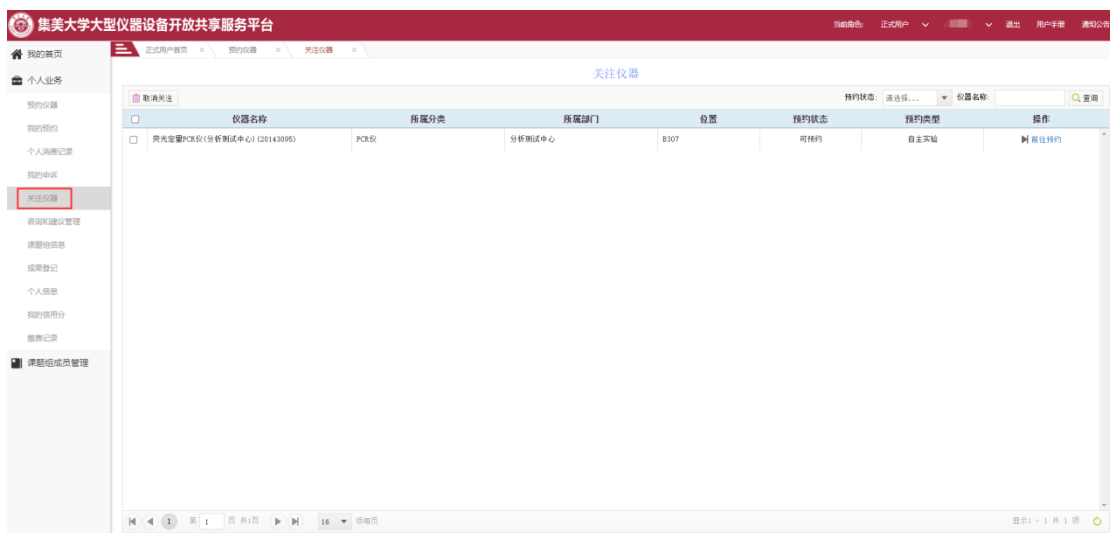 集美大学大型仪器设备开放共享服务平台
当前角色: 正式用户 退出 用户手册 通知公告
我的首页
正式用户首页 × 预约仪器 × 关注仪器 ×
个人业务
关注仪器
预约仪器
取消关注 预约状态: 请选择... 仪器名称: 查询
我的预约
仪器名称 所属分类 所属部门 位置 预约状态 预约类型 操作
荧光定量PCR仪(分析测试中心)(20143095) PCR仪 分析测试中心 B307 可预约 自主实验 前往预约
个人消费记录
我的申诉
关注仪器
咨询和建议管理
课题组信息
成果登记
个人信息
我的信用分
缴费记录
课题组成员管理
1 第 1 页 共1页 16 项每页 显示1 - 1 共 1 项